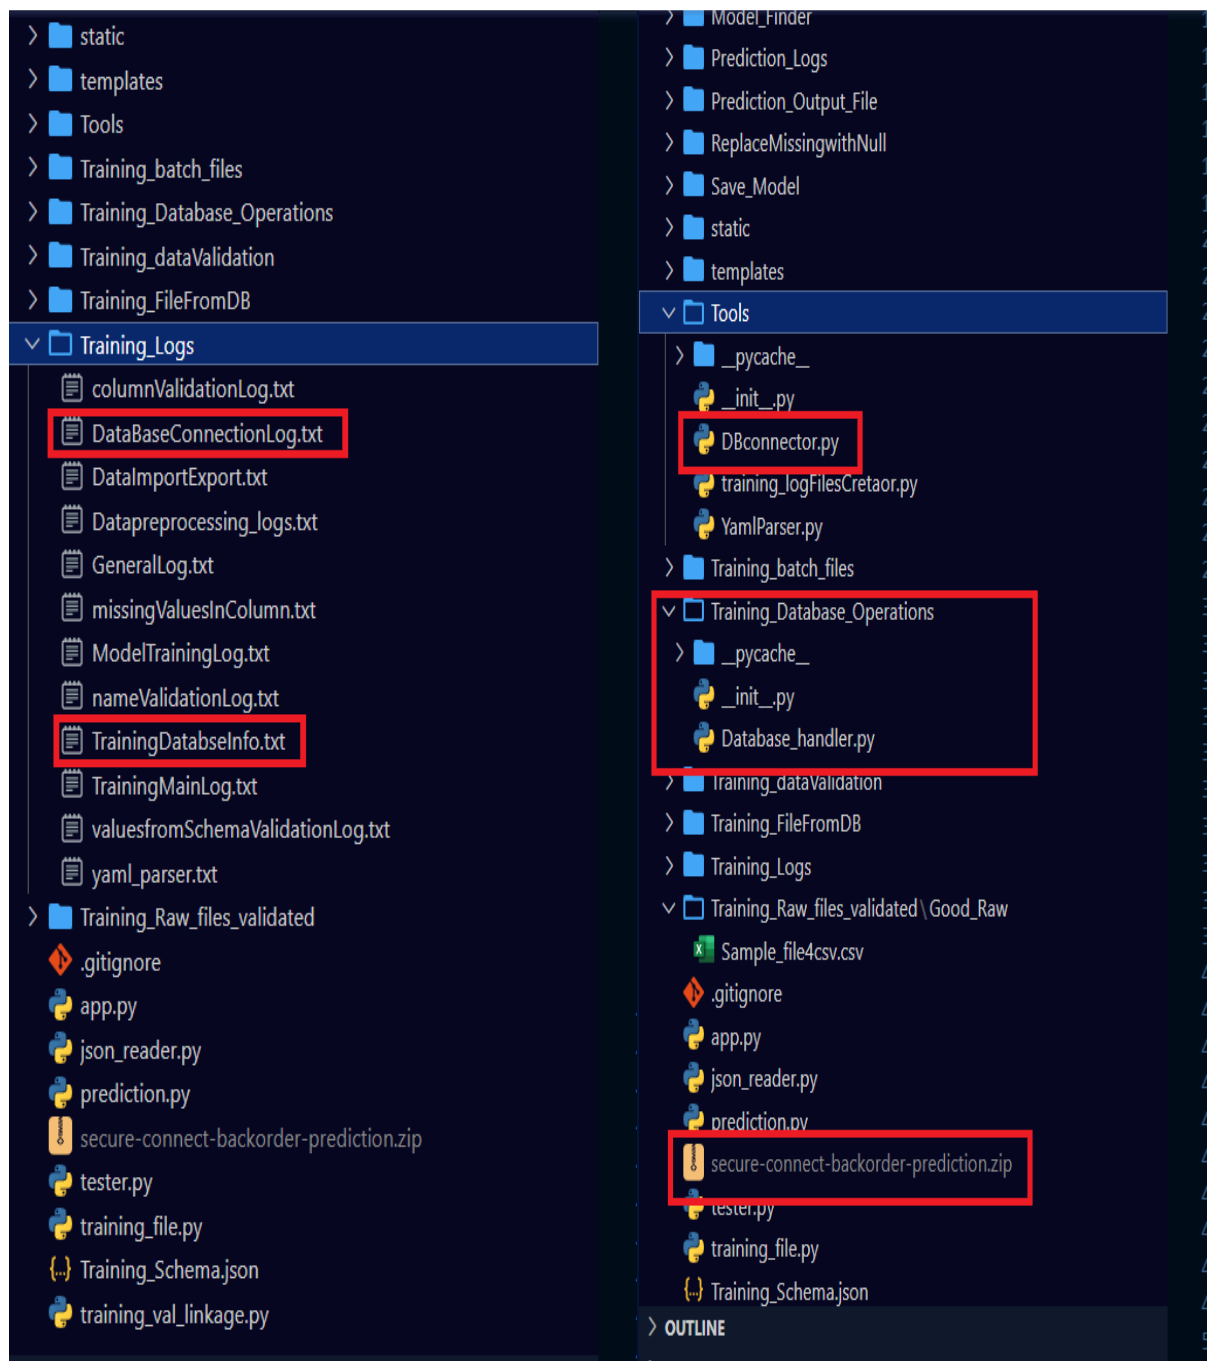 static
templates
Tools
Training_batch_files
Training_Database_Operations
Training_dataValidation
Training_FileFromDB
Training_Logs
columnValidationLog.txt
DataBaseConnectionLog.txt
DataImportExport.txt
Datapreprocessing_logs.txt
GeneralLog.txt
missingValuesInColumn.txt
ModelTrainingLog.txt
nameValidationLog.txt
TrainingDatabseInfo.txt
TrainingMainLog.txt
valuesfromSchemaValidationLog.txt
yaml_parser.txt
Training_Raw_files_validated
.gitignore
app.py
json_reader.py
prediction.py
secure-connect-backorder-prediction.zip
tester.py
training_file.py
Training_Schema.json
training_val_linkage.py
Model_Finder
Prediction_Logs
Prediction_Output_File
ReplaceMissingwithNull
Save_Model
static
templates
Tools
__pycache__
__init__.py
DBconnector.py
training_logFilesCretaor.py
YamlParser.py
Training_batch_files
Training_Database_Operations
__pycache__
__init__.py
Database_handler.py
Training_dataValidation
Training_FileFromDB
Training_Logs
Training_Raw_files_validated\Good_Raw
Sample_file4csv.csv
.gitignore
app.py
json_reader.py
prediction.py
secure-connect-backorder-prediction.zip
tester.py
training_file.py
Training_Schema.json
OUTLINE